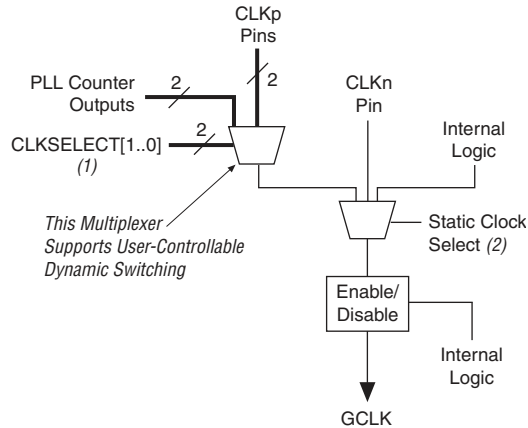 CLKp
Pins
2
2
PLL Counter
Outputs
CLKn
Pin
2
CLKSELECT[1..0]
(1)
Internal
Logic
This Multiplexer
Supports User-Controllable
Dynamic Switching
Static Clock
Select (2)
Enable/
Disable
Internal
Logic
GCLK